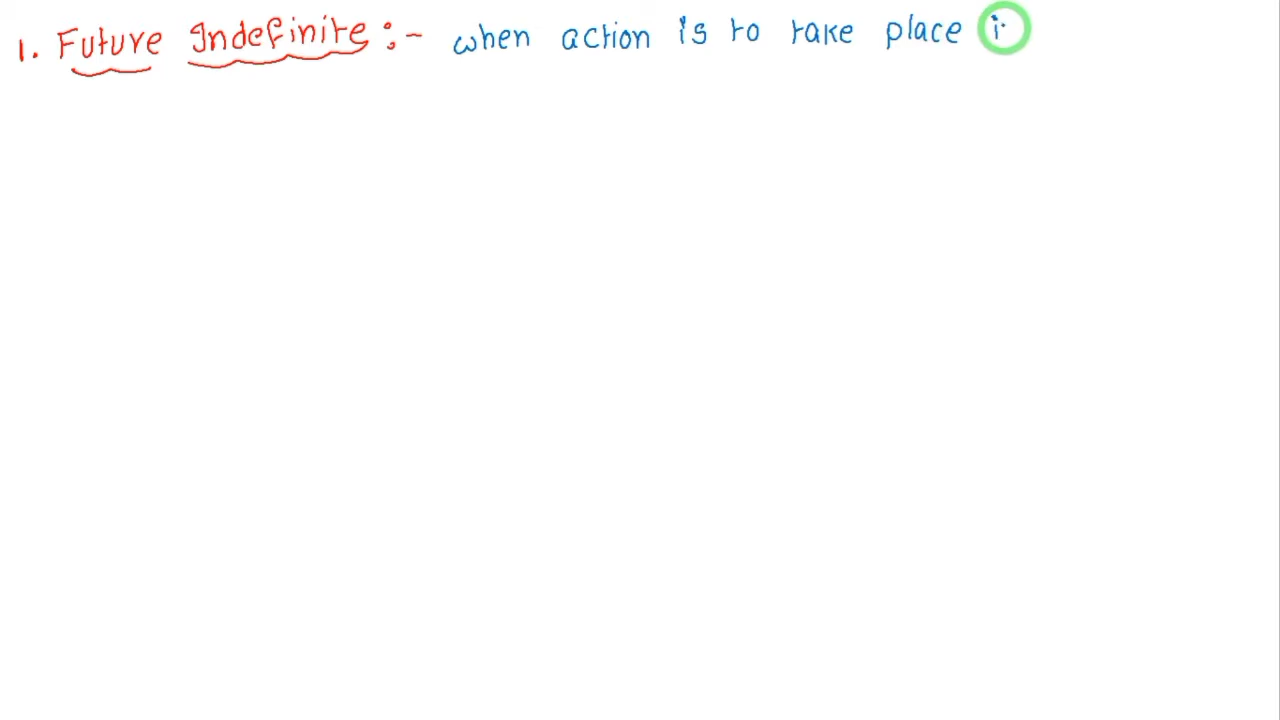 1. Future Indefinite :- when action is to take place i